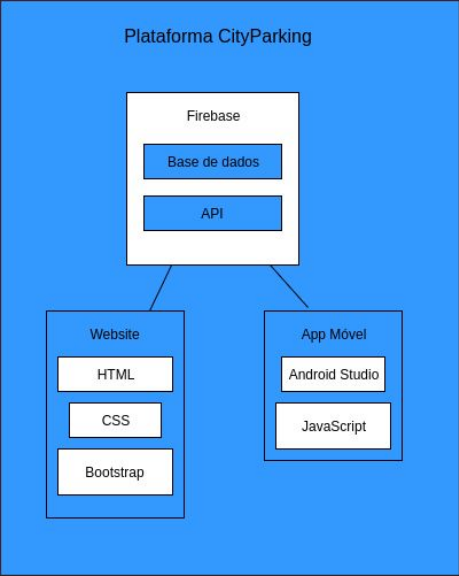 Plataforma CityParking
Firebase
Base de dados
API
Website
HTML
CSS
Bootstrap
App Móvel
Android Studio
JavaScript